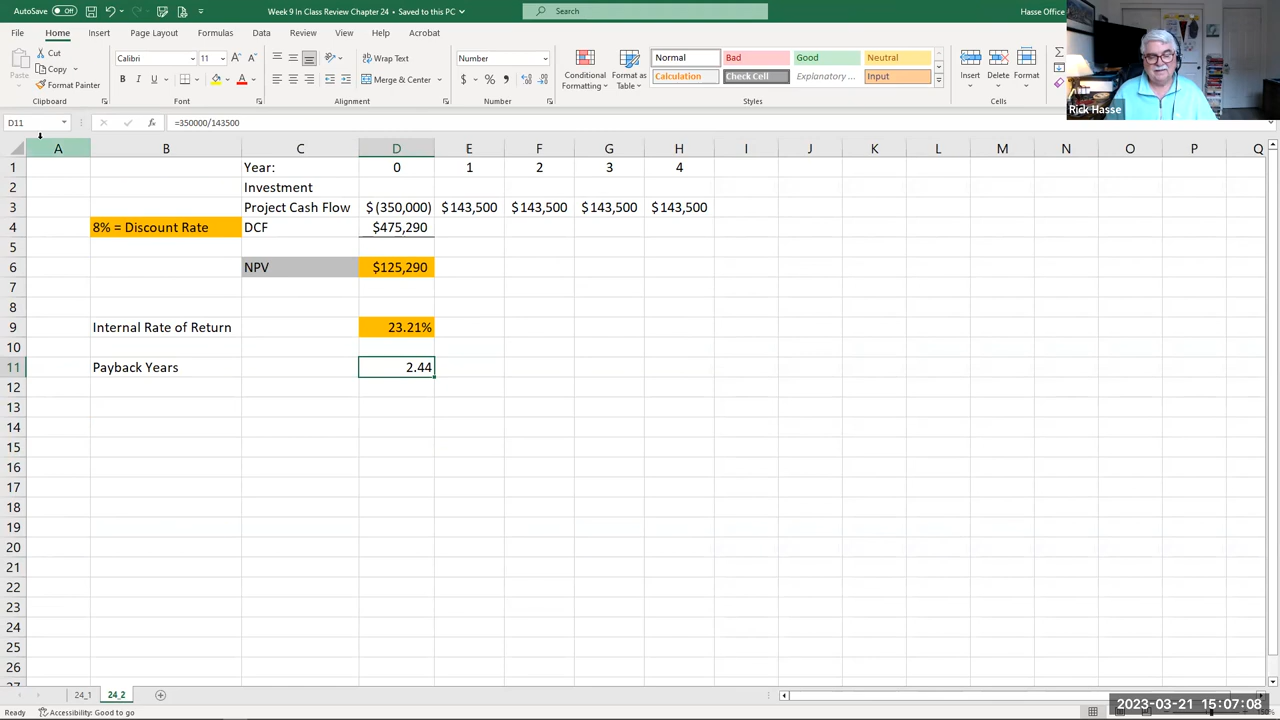 AutoSave Off Week 9 In Class Review Chapter 24 • Saved to this PC Search Hasse Office
File Home Insert Page Layout Formulas Data Review View Help Acrobat
Cut
Copy
Format Painter
Clipboard
Calibri 11
B I U
Font
Wrap Text
Merge & Center
Alignment
Number
$ % ,
Number
Conditional Formatting
Format as Table
Normal Bad Good Neutral
Calculation Check Cell Explanatory ... Input
Styles
Insert Delete Format
Cells
Rick Hasse
D11 fx =350000/143500
A B C D E F G H I J K L M N O P Q
1 Year: 0 1 2 3 4
2 Investment
3 Project Cash Flow $ (350,000) $143,500 $143,500 $143,500 $143,500
4 8% = Discount Rate DCF $475,290
5
6 NPV $125,290
7
8
9 Internal Rate of Return 23.21%
10
11 Payback Years 2.44
12
13
14
15
16
17
18
19
20
21
22
23
24
25
26
24_1 24_2
Ready Accessibility: Good to go
2023-03-21 15:07:08